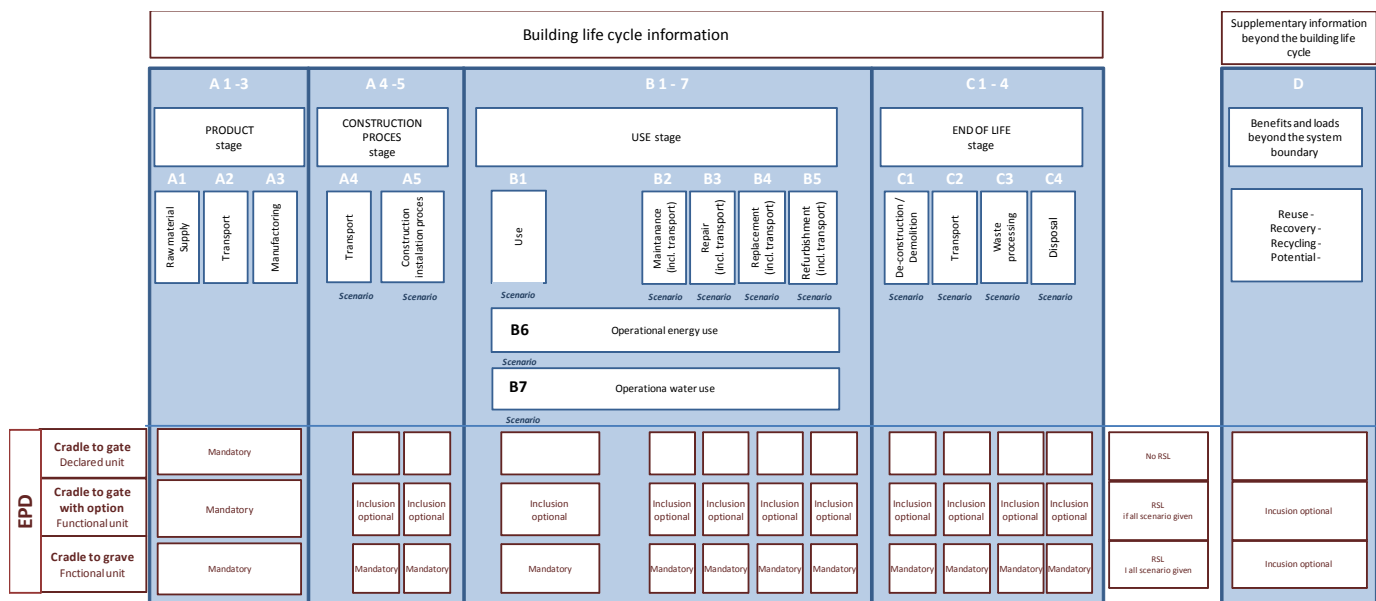 Building life cycle information
Supplementary information
beyond the building life
cycle
A 1 -3
A 4 -5
B 1 - 7
C 1 - 4
D
PRODUCT
stage
CONSTRUCTION
PROCES
stage
USE stage
END OF LIFE
stage
Benefits and loads
beyond the system
boundary
A1
A2
A3
A4
A5
B1
B2
B3
B4
B5
C1
C2
C3
C4
Raw material
Supply
Transport
Manufactoring
Transport
Construction
instalation proces
Use
Maintanance
(incl. transport)
Repair
(incl. transport)
Replacement
(incl. transport)
Refurbishment
(incl. transport)
De-construction /
Demolition
Transport
Waste
processing
Disposal
Reuse -
Recovery -
Recycling -
Potential -
Scenario
Scenario
Scenario
Scenario
Scenario
Scenario
Scenario
Scenario
Scenario
Scenario
Scenario
B6
Operational energy use
Scenario
B7
Operationa water use
Scenario
EPD
Cradle to gate
Declared unit
Mandatory
No RSL
Cradle to gate
with option
Functional unit
Mandatory
Inclusion
optional
Inclusion
optional
Inclusion
optional
Inclusion
optional
Inclusion
optional
Inclusion
optional
Inclusion
optional
Inclusion
optional
Inclusion
optional
Inclusion
optional
Inclusion
optional
RSL
if all scenario given
Incusion optional
Cradle to grave
Fnctional unit
Mandatory
Mandatory
Mandatory
Mandatory
Mandatory
Mandatory
Mandatory
Mandatory
Mandatory
Mandatory
Mandatory
Mandatory
RSL
I all scenario given
Incusion optional